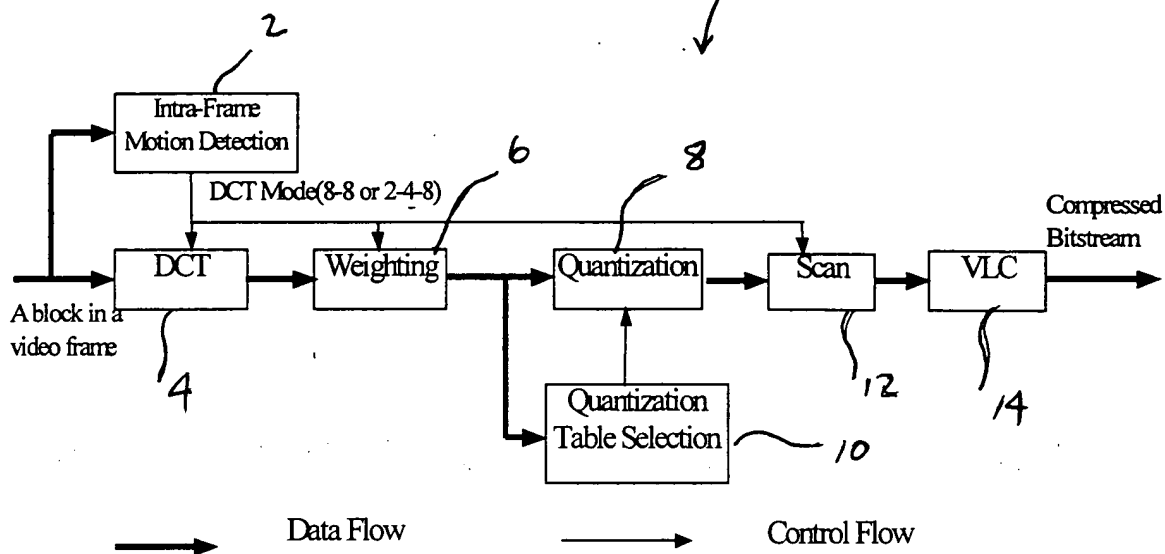 2
Intra-Frame
Motion Detection
6
8
DCT Mode(8-8 or 2-4-8)
Compressed
Bitstream
DCT
Weighting
Quantization
Scan
VLC
A block in a
video frame
4
12
14
Quantization
Table Selection
10
Data Flow
Control Flow